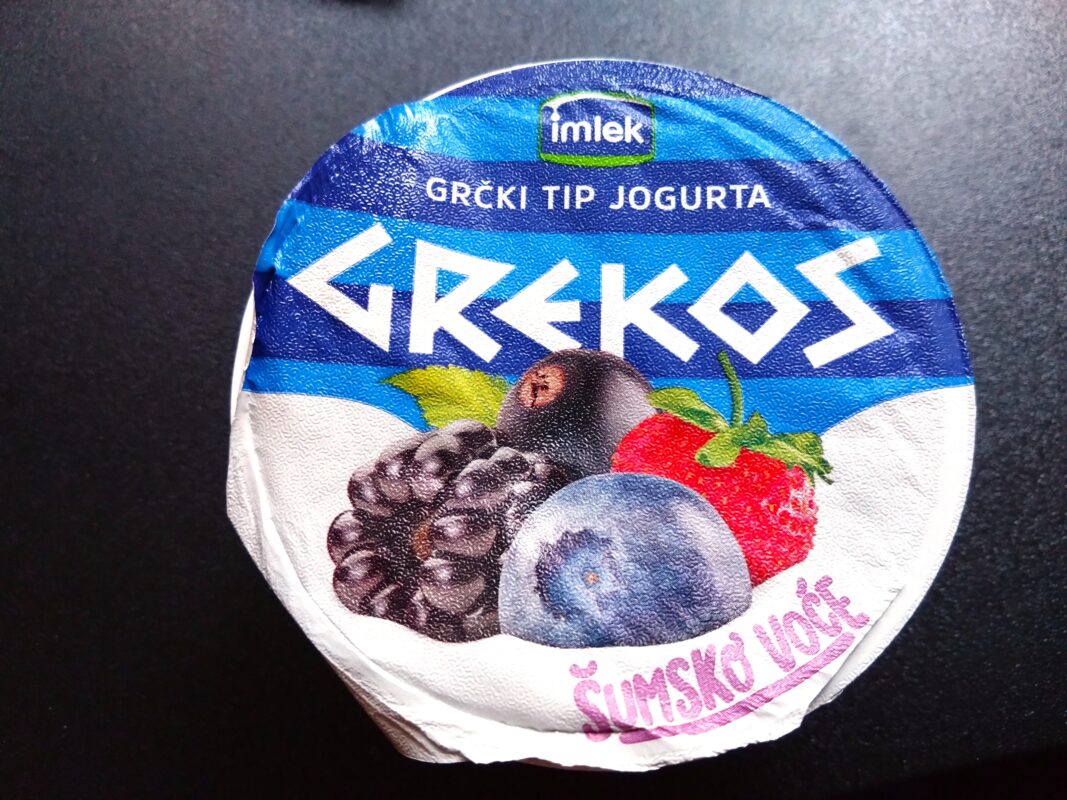 imlek
GRČKI TIP JOGURTA
GREKOS
ŠUMSKO VOĆE